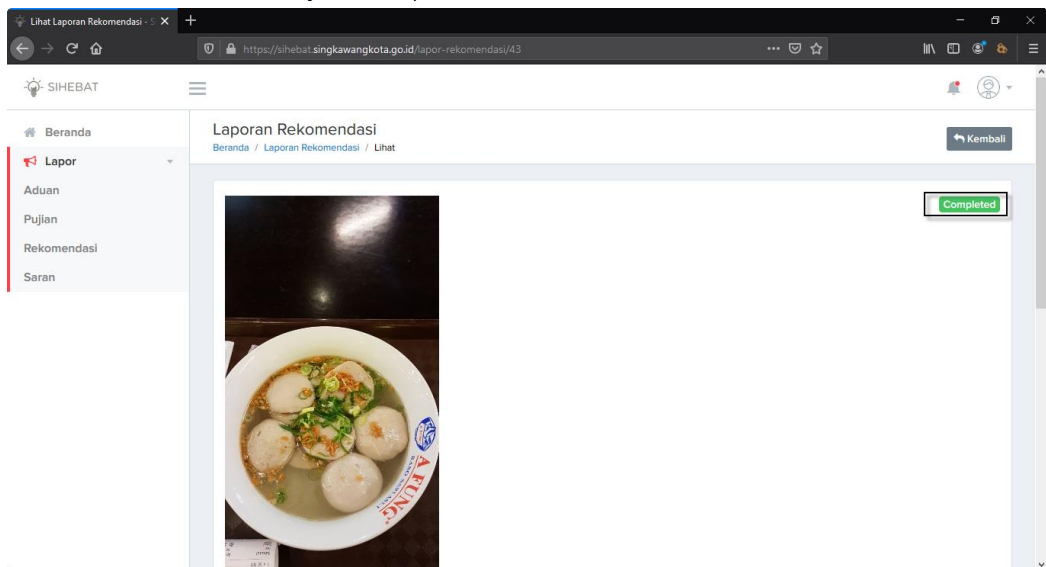 Lihat Laporan Rekomendasi - S
https://sihebat.singkawangkota.go.id/lapor-rekomendasi/43
SIHEBAT
Beranda
Lapor
Aduan
Pujian
Rekomendasi
Saran
Laporan Rekomendasi
Beranda / Laporan Rekomendasi / Lihat
Kembali
Completed
A FUNG